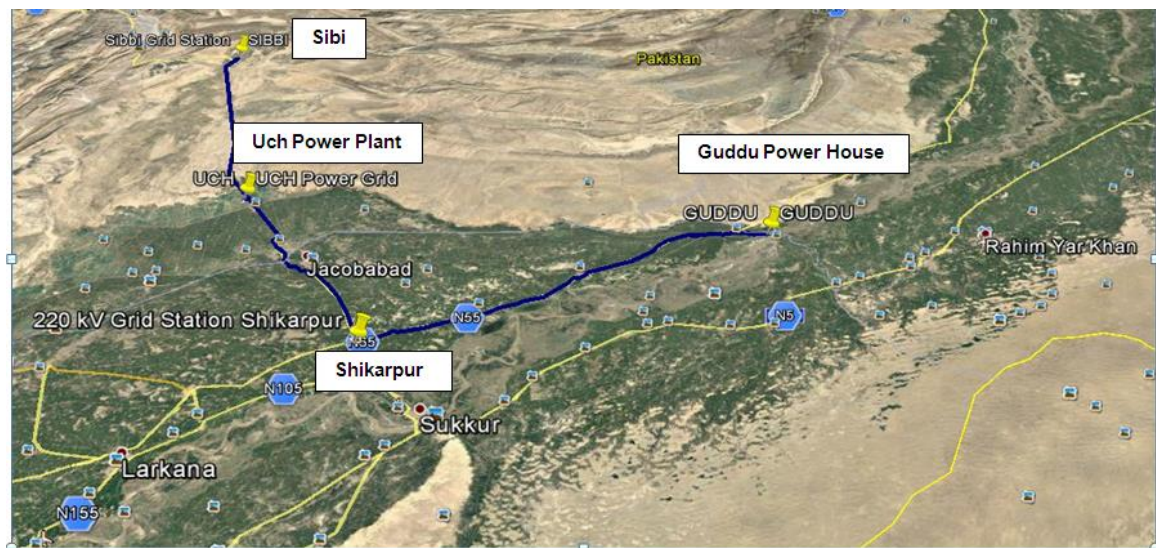 Sibbi Grid Station
SIBBI
Sibi
Pakistan
Uch Power Plant
Guddu Power House
UCH
UCH Power Grid
GUDDU
GUDDU
Rahim Yar Khan
Jacobabad
220 kV Grid Station Shikarpur
N55
N55
N5
Shikarpur
N105
Sukkur
Larkana
N155